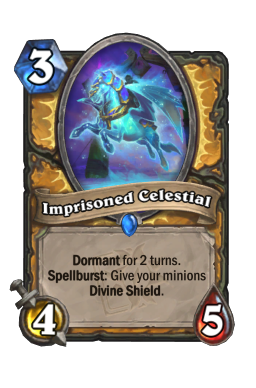 3
Imprisoned Celestial
Dormant for 2 turns.
Spellburst: Give your minions
Divine Shield.
4
5